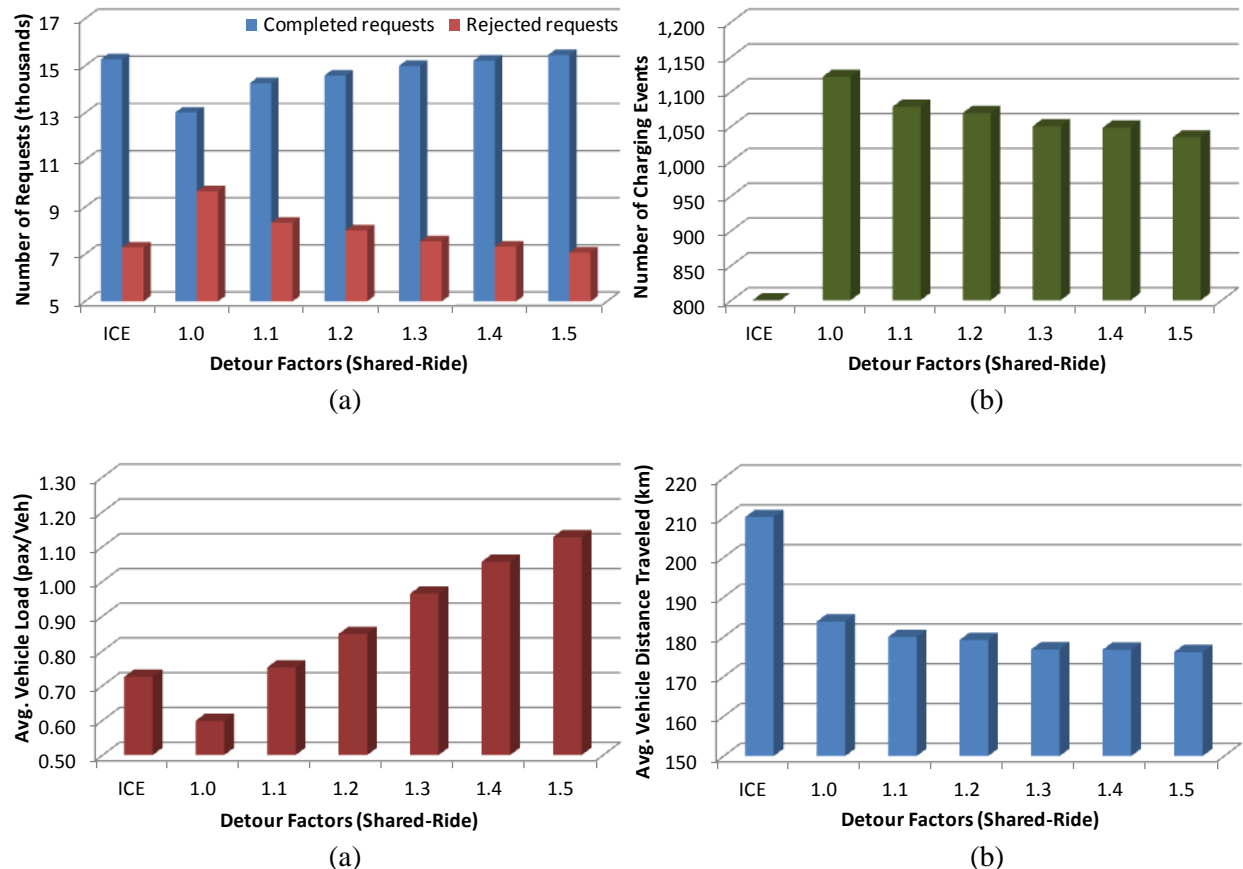 Completed requests Rejected requests
Number of Requests (thousands)
17
15
13
11
9
7
5
ICE 1.0 1.1 1.2 1.3 1.4 1.5
Detour Factors (Shared-Ride)
(a)
Number of Charging Events
1,200
1,150
1,100
1,050
1,000
950
900
850
800
ICE 1.0 1.1 1.2 1.3 1.4 1.5
Detour Factors (Shared-Ride)
(b)
Avg. Vehicle Load (pax/Veh)
1.30
1.20
1.10
1.00
0.90
0.80
0.70
0.60
0.50
ICE 1.0 1.1 1.2 1.3 1.4 1.5
Detour Factors (Shared-Ride)
(a)
Avg. Vehicle Distance Traveled (km)
220
210
200
190
180
170
160
150
ICE 1.0 1.1 1.2 1.3 1.4 1.5
Detour Factors (Shared-Ride)
(b)